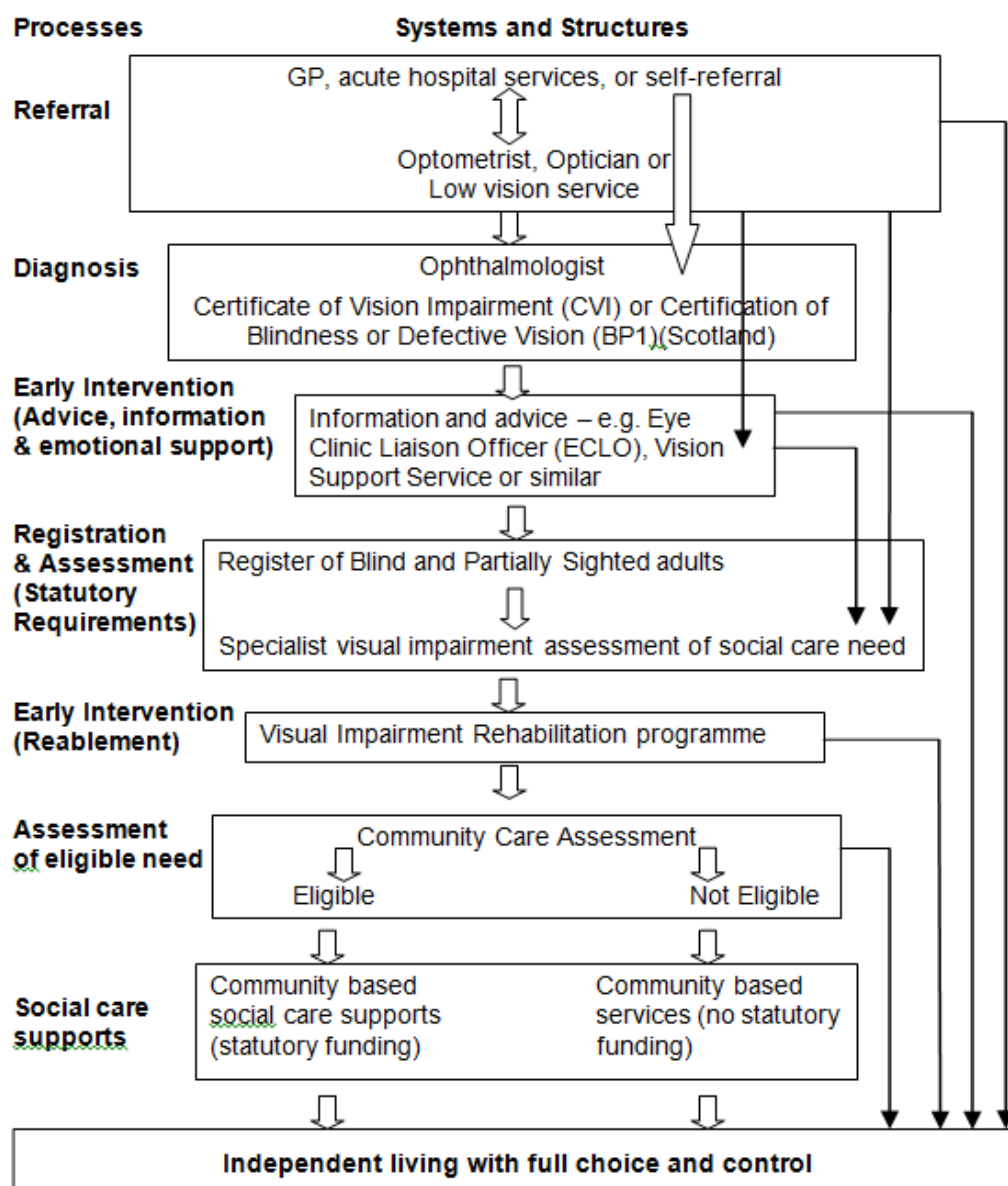 Processes
Systems and Structures
Referral
GP, acute hospital services, or self-referral
Optometrist, Optician or
Low vision service
Diagnosis
Ophthalmologist
Certificate of Vision Impairment (CVI) or Certification of
Blindness or Defective Vision (BP1)(Scotland)
Early Intervention
(Advice, information
& emotional support)
Information and advice – e.g. Eye
Clinic Liaison Officer (ECLO), Vision
Support Service or similar
Registration
& Assessment
(Statutory
Requirements)
Register of Blind and Partially Sighted adults
Specialist visual impairment assessment of social care need
Early Intervention
(Reablement)
Visual Impairment Rehabilitation programme
Assessment
of eligible need
Community Care Assessment
Eligible
Not Eligible
Social care
supports
Community based
social care supports
(statutory funding)
Community based
services (no statutory
funding)
Independent living with full choice and control